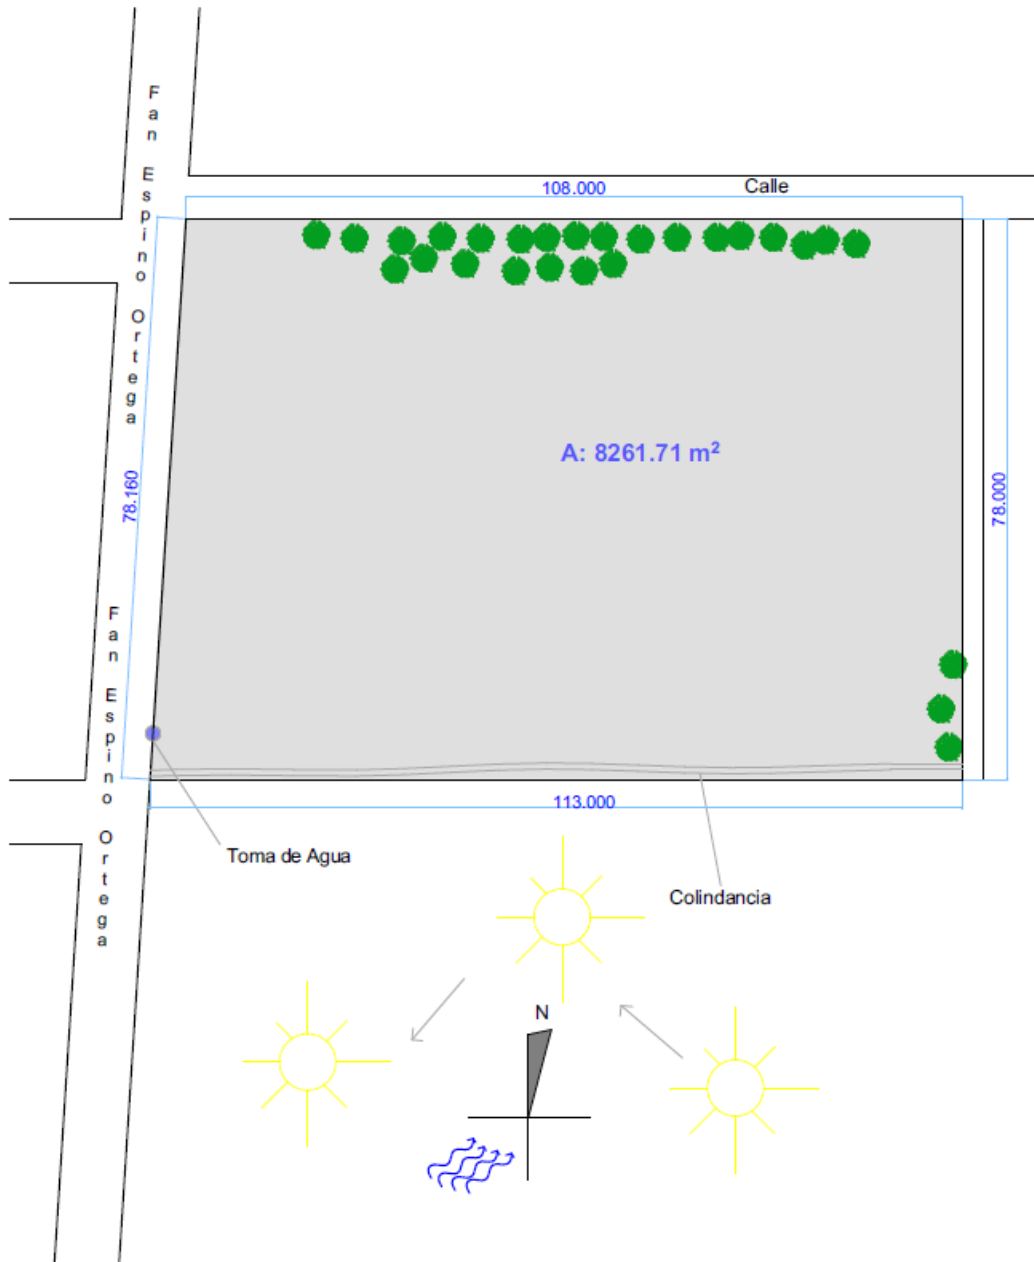 Fan Espino Ortega
108.000
Calle
A: 8261.71 m²
78.160
78.000
Fan Espino Ortega
113.000
Toma de Agua
Colindancia
N